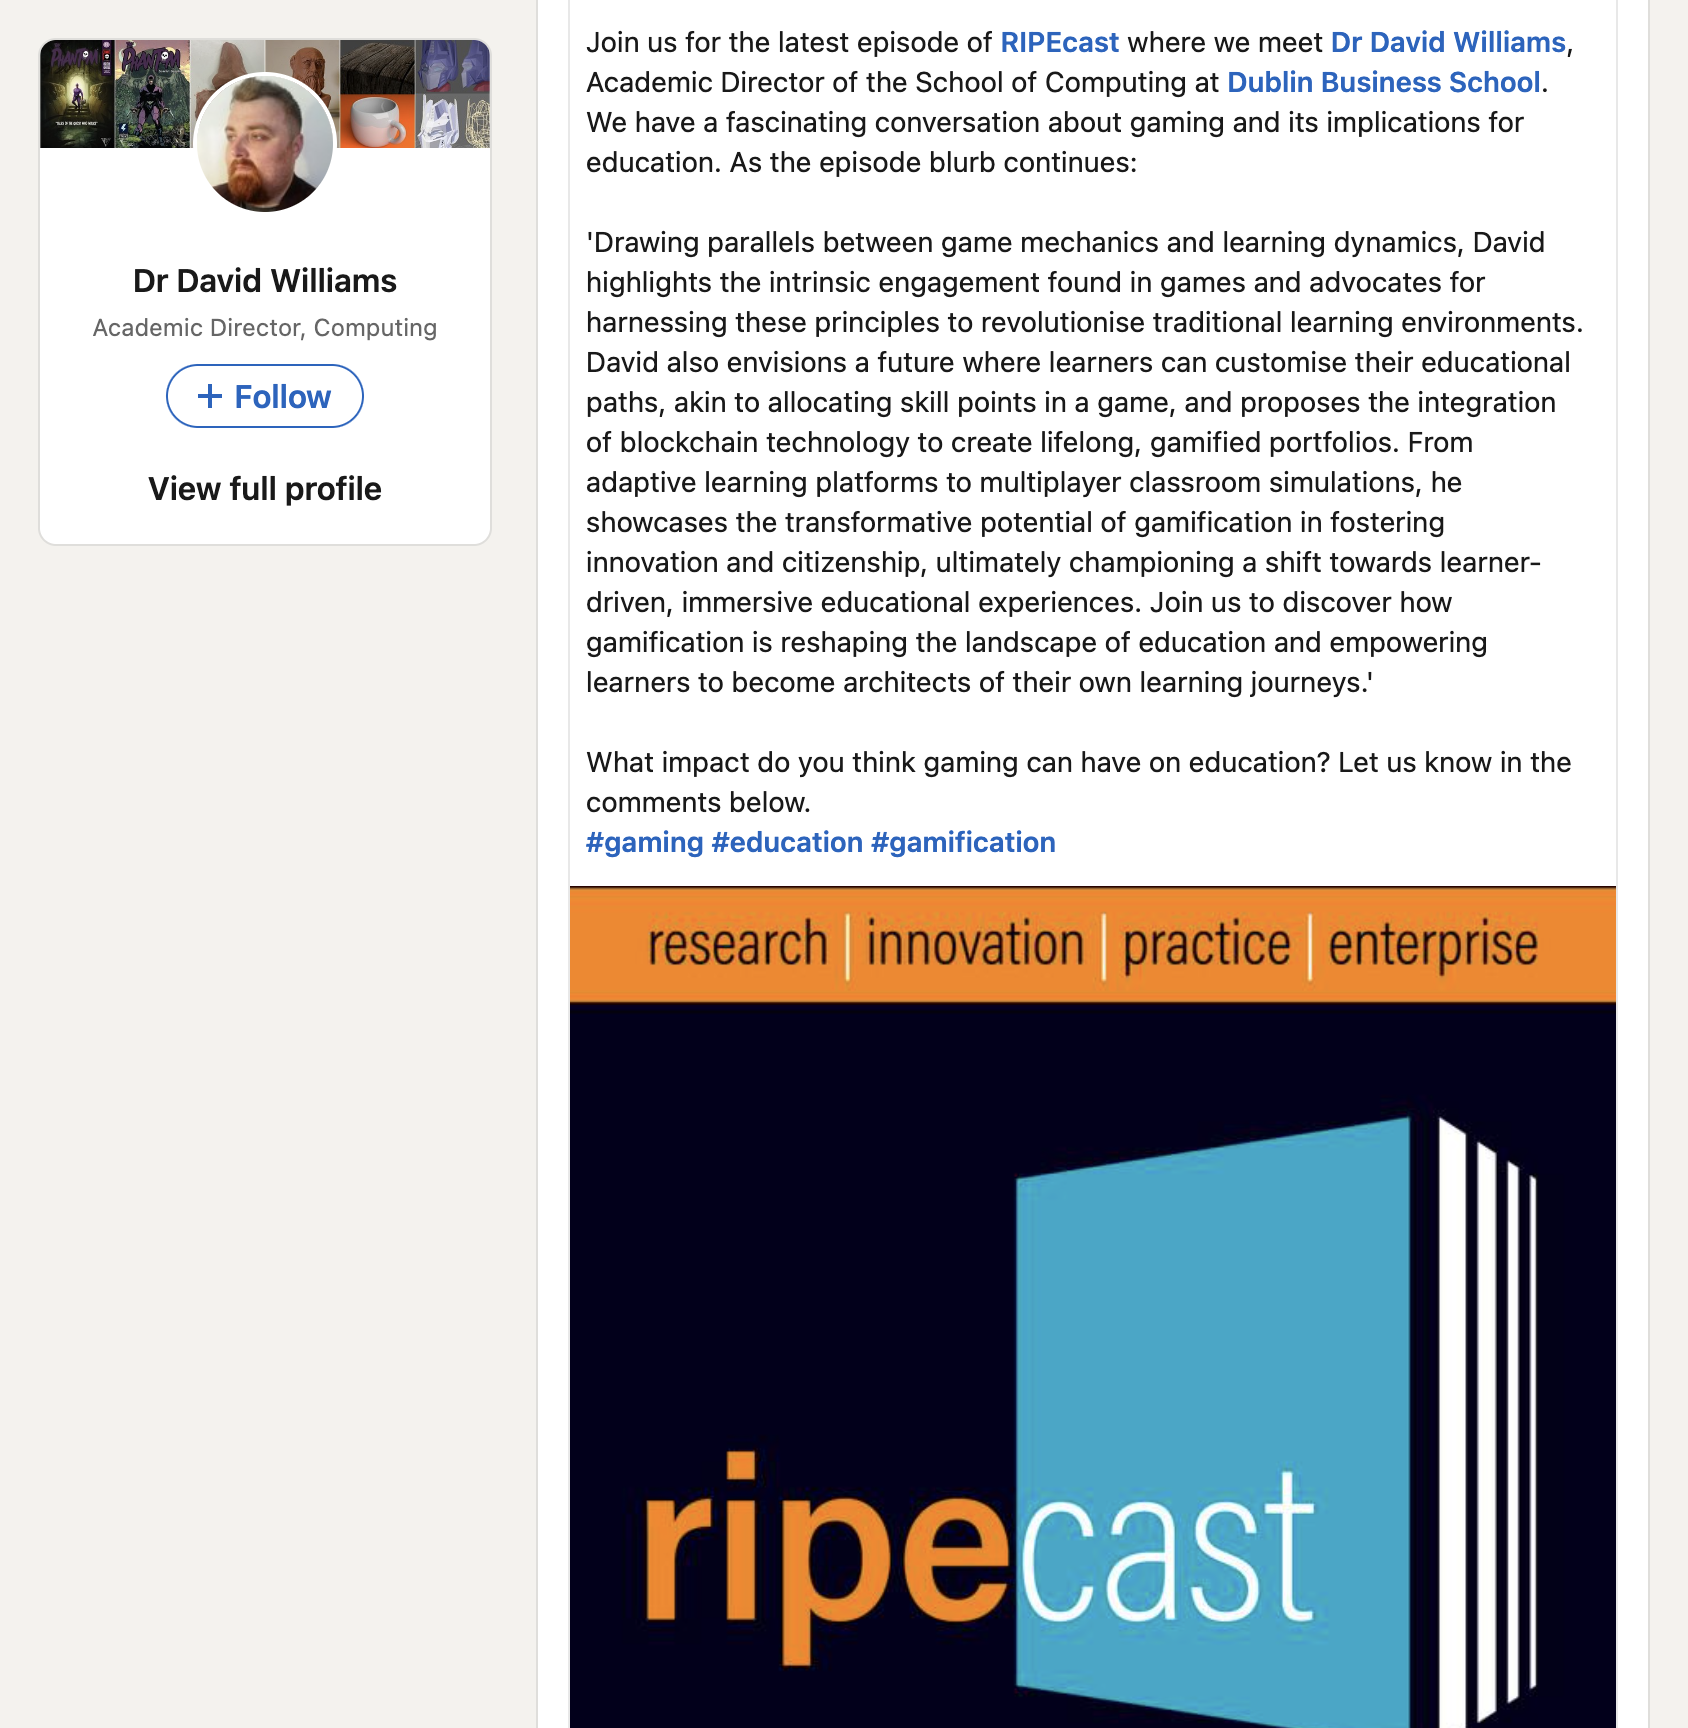 PHANTOM
PHANTOM
Dr David Williams
Academic Director, Computing
+ Follow
View full profile
Join us for the latest episode of RIPEcast where we meet Dr David Williams,
Academic Director of the School of Computing at Dublin Business School.
We have a fascinating conversation about gaming and its implications for
education. As the episode blurb continues:
'Drawing parallels between game mechanics and learning dynamics, David
highlights the intrinsic engagement found in games and advocates for
harnessing these principles to revolutionise traditional learning environments.
David also envisions a future where learners can customise their educational
paths, akin to allocating skill points in a game, and proposes the integration
of blockchain technology to create lifelong, gamified portfolios. From
adaptive learning platforms to multiplayer classroom simulations, he
showcases the transformative potential of gamification in fostering
innovation and citizenship, ultimately championing a shift towards learner-
driven, immersive educational experiences. Join us to discover how
gamification is reshaping the landscape of education and empowering
learners to become architects of their own learning journeys.'
What impact do you think gaming can have on education? Let us know in the
comments below.
#gaming #education #gamification
research | innovation | practice | enterprise
ripecast